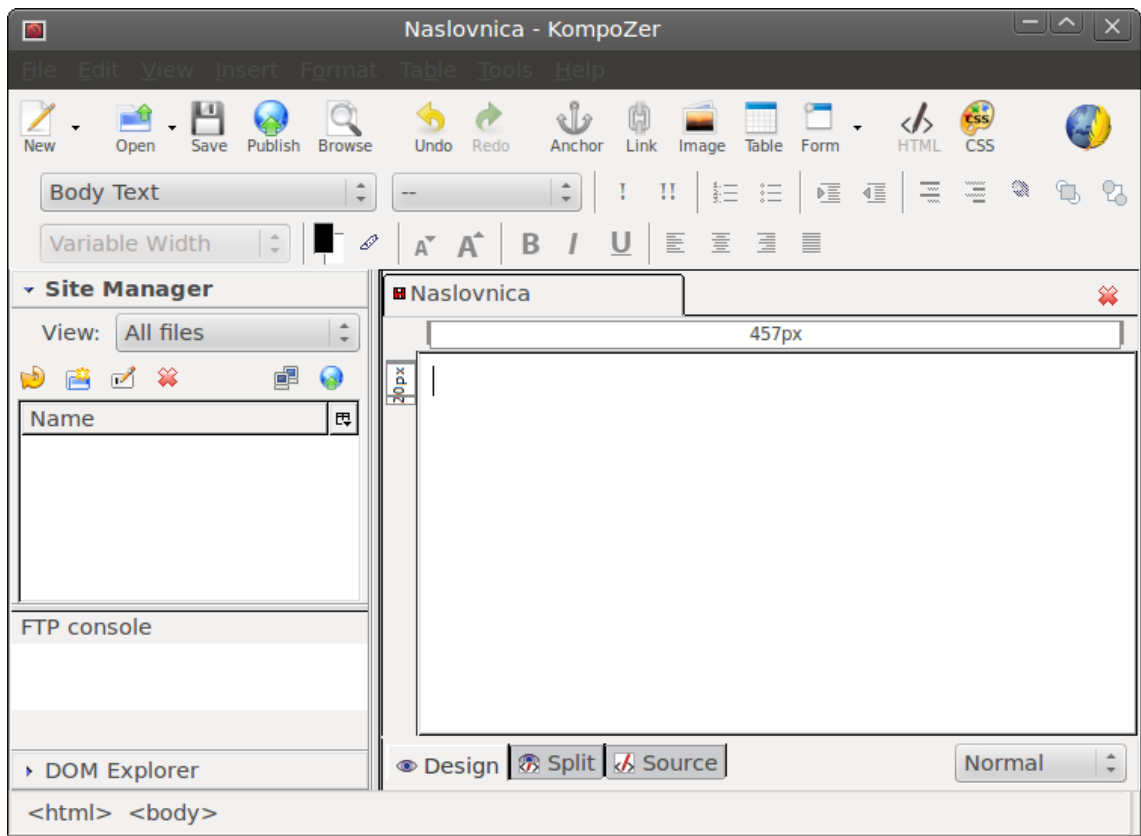 Naslovnica - KompoZer
File Edit View Insert Format Table Tools Help
New Open Save Publish Browse Undo Redo Anchor Link Image Table Form HTML CSS
Body Text -- ! !!
Variable Width A A B I U
Site Manager
View: All files
Name
FTP console
DOM Explorer
Naslovnica
457px
20px
Design Split Source Normal
<html> <body>